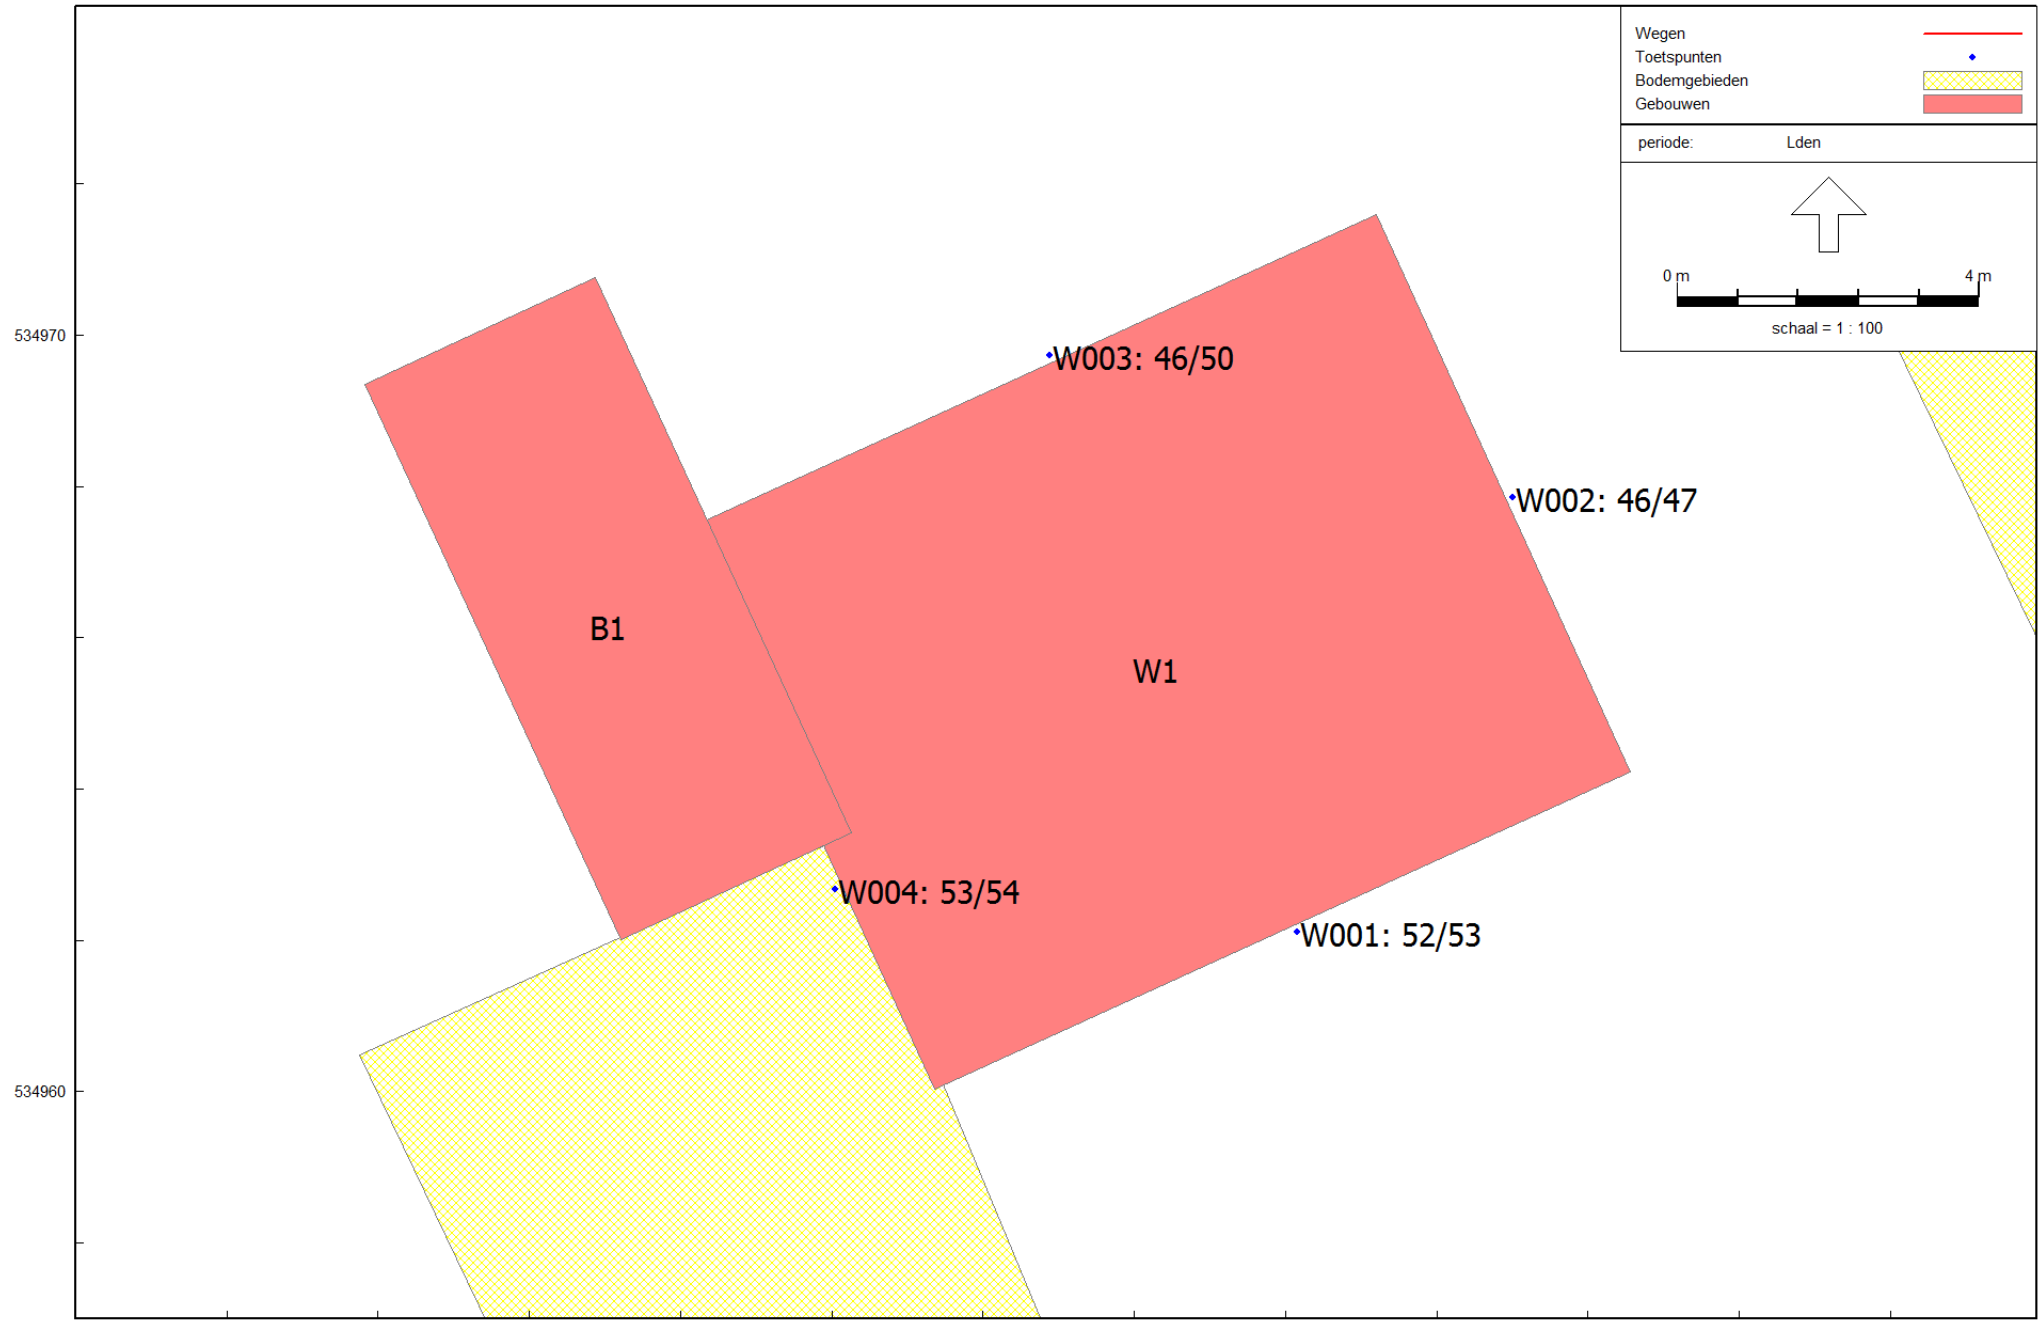 Wegen
Toetspunten
Bodemgebieden
Gebouwen
periode: Lden
0 m 4 m
schaal = 1 : 100
534970
W003: 46/50
W002: 46/47
B1
W1
W004: 53/54
W001: 52/53
534960